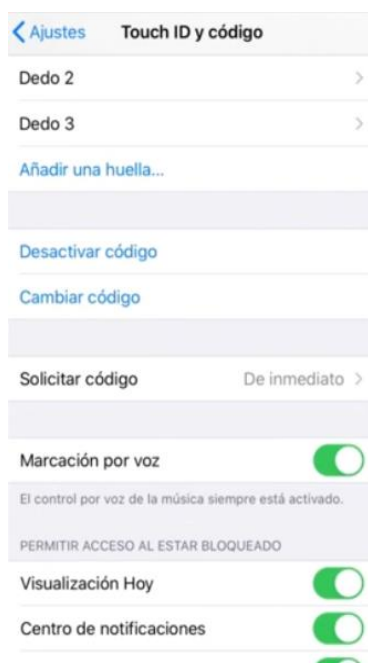 Ajustes Touch ID y código
Dedo 2
Dedo 3
Añadir una huella...
Desactivar código
Cambiar código
Solicitar código De inmediato
Marcación por voz
El control por voz de la música siempre está activado.
PERMITIR ACCESO AL ESTAR BLOQUEADO
Visualización Hoy
Centro de notificaciones